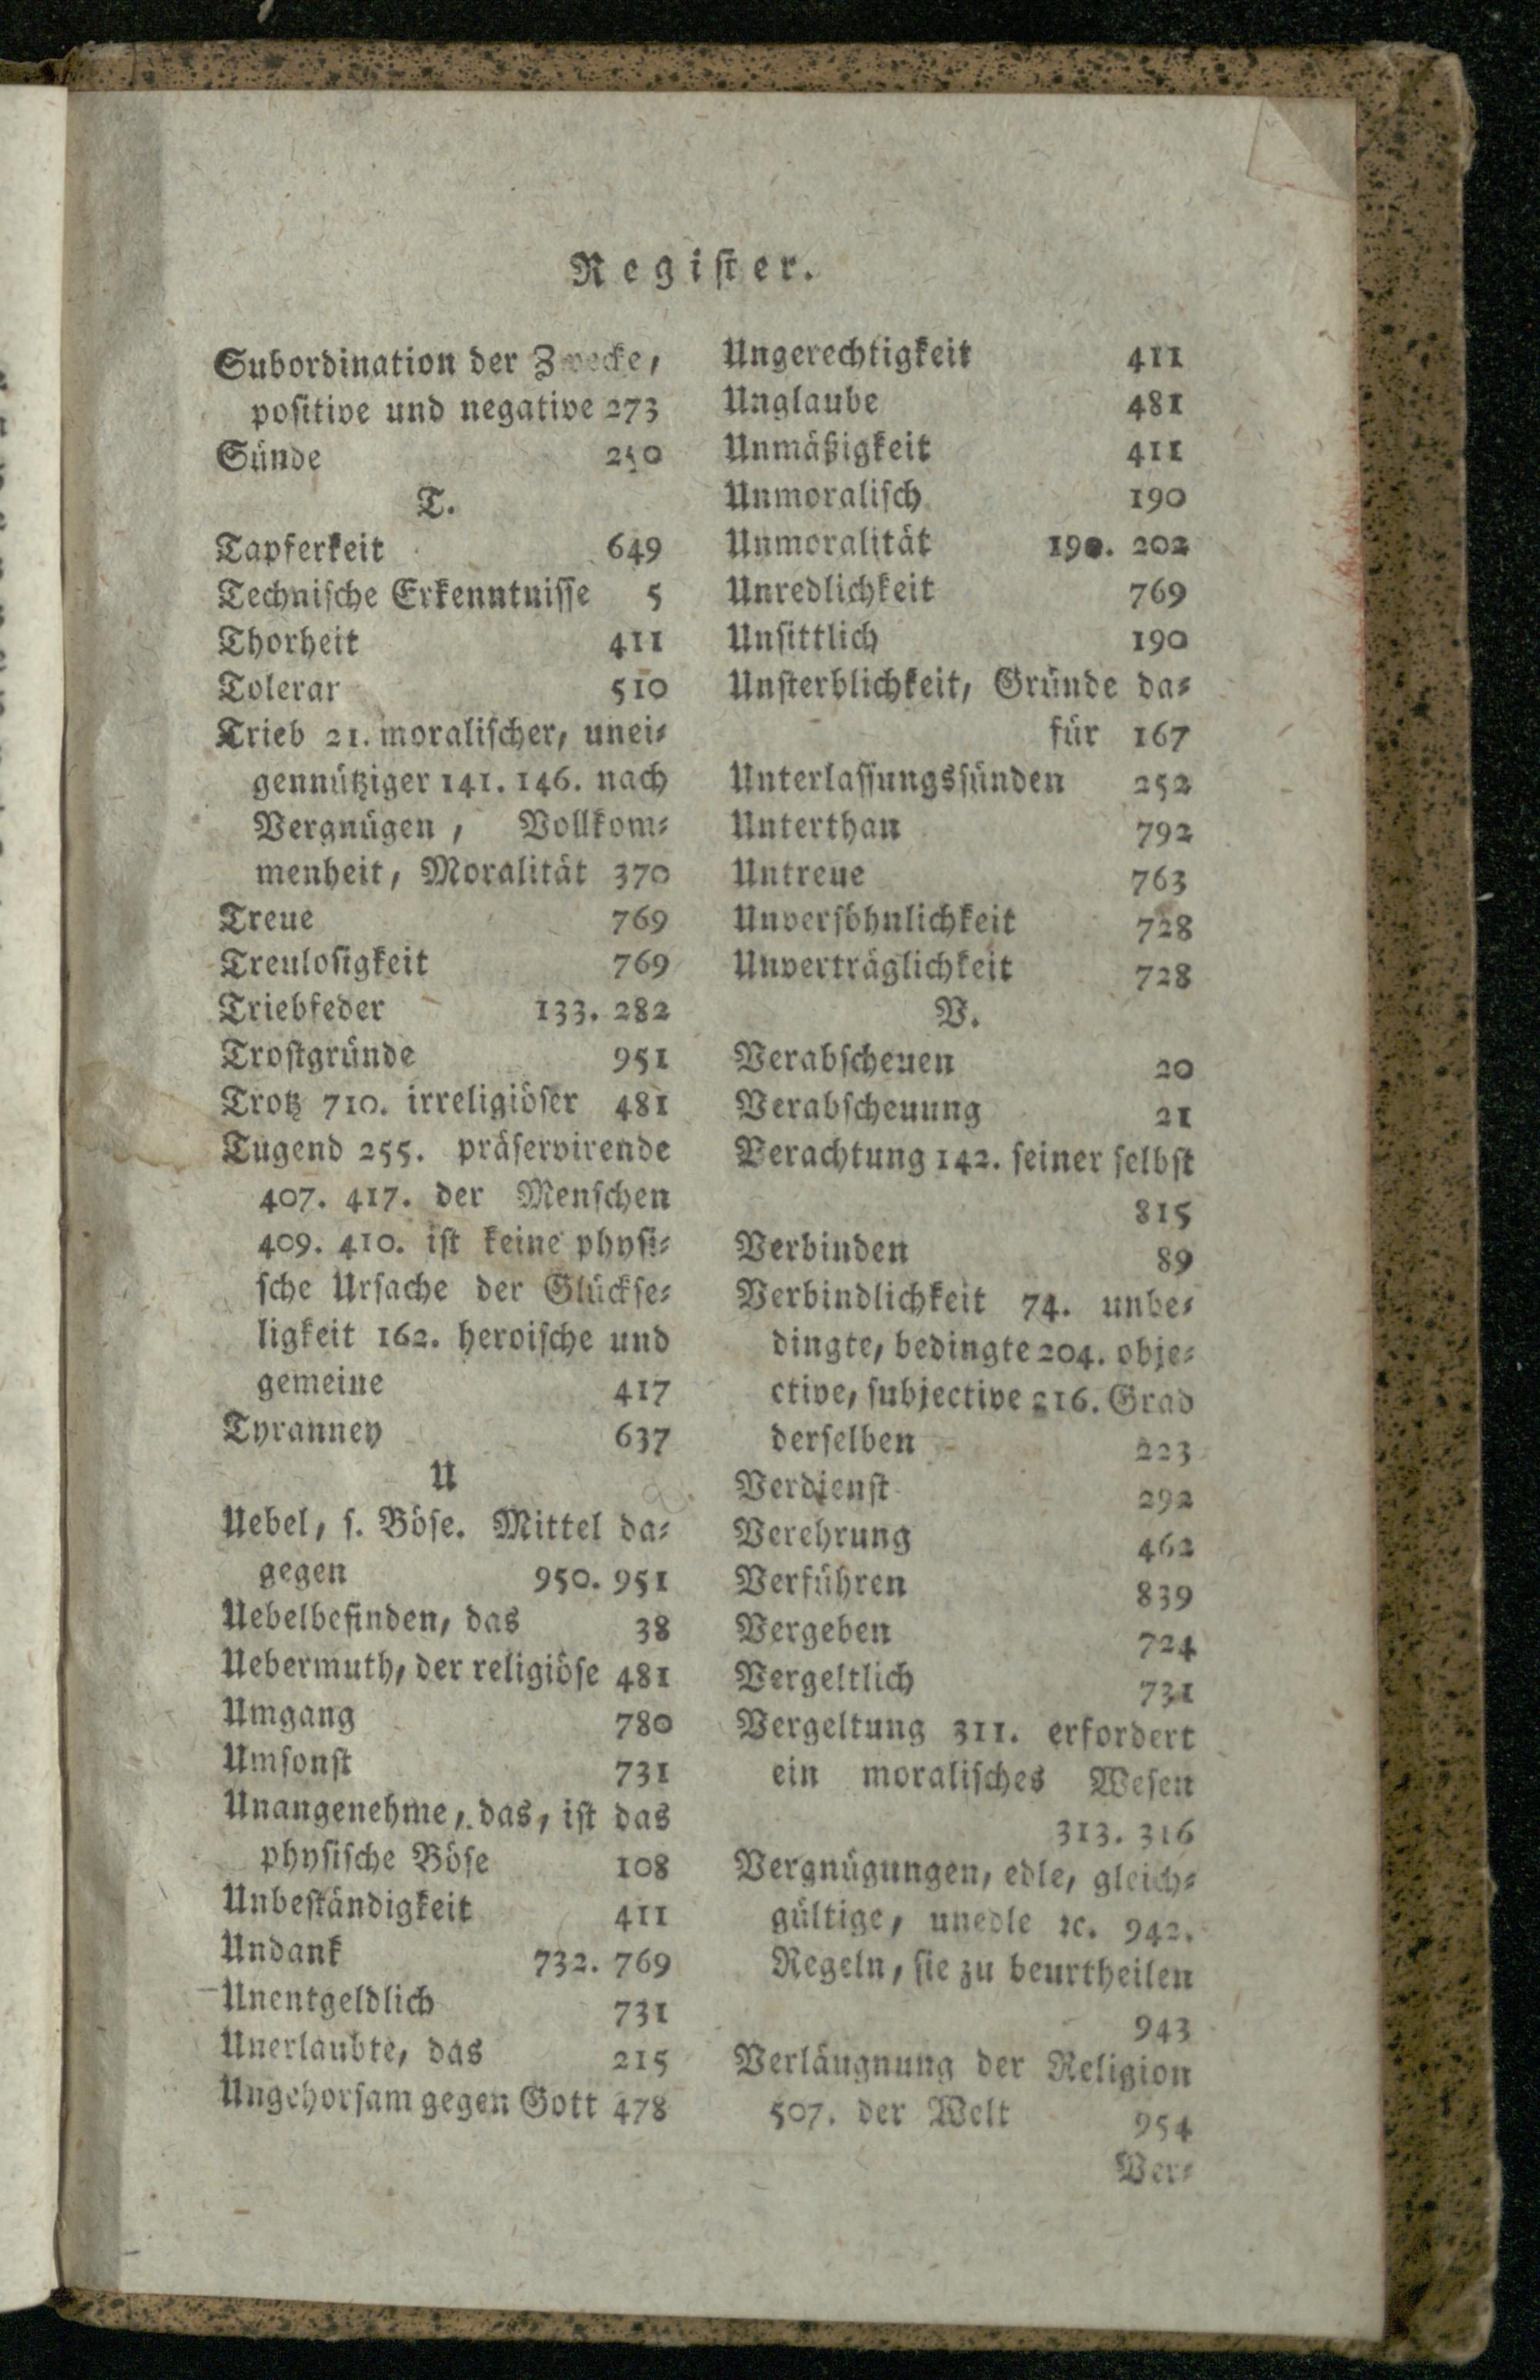 Register.
Subordination der Zwecke,
positive und negative 273
Sünde 250
T.
Tapferkeit 649
Technische Erkenntnisse 5
Thorheit 411
Tolerar 510
Trieb 21. moralischer, unei⸗
gennütziger 141. 146. nach
Vergnügen, Vollkom⸗
menheit, Moralität 370
Treue 769
Treulosigkeit 769
Triebfeder 133. 282
Trostgründe 951
Trotz 710. irreligiöser 481
Tugend 255. präservirende
407. 417. der Menschen
409. 410. ist keine physi⸗
sche Ursache der Glückse⸗
ligkeit 162. heroische und
gemeine 417
Tyranney 637
U
Uebel, s. Böse. Mittel da⸗
gegen 950. 951
Uebelbefinden, das 38
Uebermuth, der religiöse 481
Umgang 780
Umsonst 731
Unangenehme, das, ist das
physische Böse 108
Unbeständigkeit 411
Undank 732. 769
Unentgeldlich 731
Unerlaubte, das 215
Ungehorsam gegen Gott 478
Ungerechtigkeit 411
Unglaube 481
Unmäßigkeit 411
Unmoralisch 190
Unmoralität 190. 202
Unredlichkeit 769
Unsittlich 190
Unsterblichkeit, Gründe da⸗
für 167
Unterlassungssünden 252
Unterthan 792
Untreue 763
Unversöhnlichkeit 728
Unverträglichkeit 728
V.
Verabscheuen 20
Verabscheuung 21
Verachtung 142. seiner selbst
815
Verbinden 89
Verbindlichkeit 74. unbe⸗
dingte, bedingte 204. obje⸗
ctive, subjective 216. Grad
derselben 223
Verdienst 292
Verehrung 462
Verführen 839
Vergeben 724
Vergeltlich 731
Vergeltung 311. erfordert
ein moralisches Wesen
313. 316
Vergnügungen, edle, gleich⸗
gültige, unedle ꝛc. 942.
Regeln, sie zu beurtheilen
943
Verläugnung der Religion
507. der Welt 954
Ver⸗